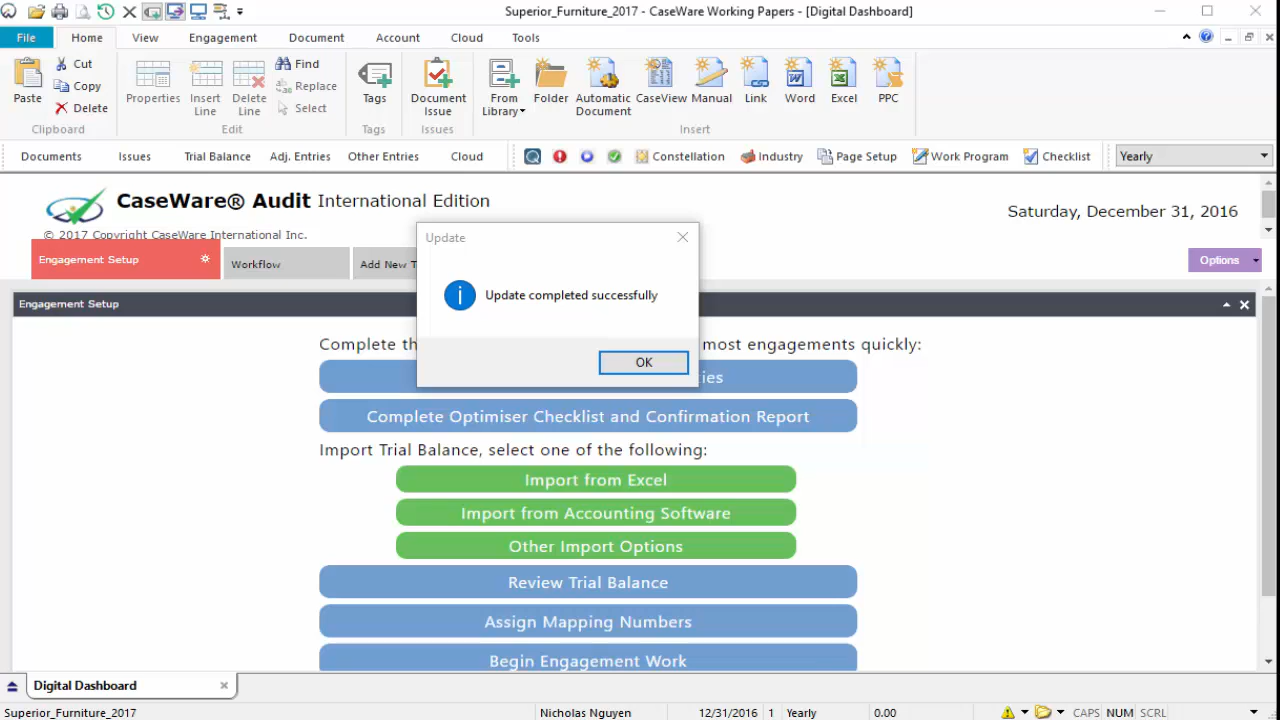 Superior_Furniture_2017 - CaseWare Working Papers - [Digital Dashboard]
File Home View Engagement Document Account Cloud Tools
Paste Cut Copy Delete Clipboard
Properties Insert Line Delete Line Find Replace Select Edit
Tags Tags
Document Issue Issues
From Library Folder Automatic Document CaseView Manual Link Word Excel PPC Insert
Documents Issues Trial Balance Adj. Entries Other Entries Cloud Constellation Industry Page Setup Work Program Checklist Yearly
CaseWare® Audit International Edition
© 2017 Copyright CaseWare International Inc.
Saturday, December 31, 2016
Engagement Setup Workflow Add New T Options
Update
Update completed successfully
OK
Engagement Setup
Complete th most engagements quickly:
ies
Complete Optimiser Checklist and Confirmation Report
Import Trial Balance, select one of the following:
Import from Excel
Import from Accounting Software
Other Import Options
Review Trial Balance
Assign Mapping Numbers
Begin Engagement Work
Digital Dashboard
Superior_Furniture_2017 Nicholas Nguyen 12/31/2016 1 Yearly 0.00 CAPS NUM SCRL